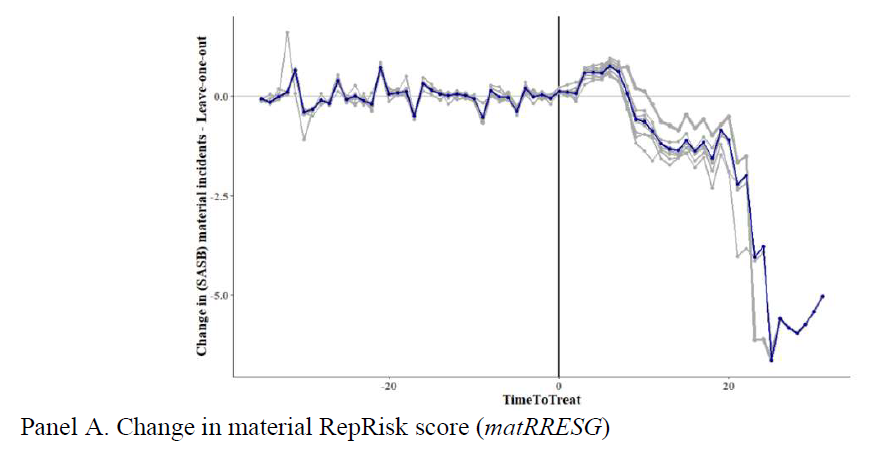 Change in (SASB) material incidents - Leave-one-out
0.0
-2.5
-5.0
-20
0
20
TimeToTreat
Panel A. Change in material RepRisk score (matRRESG)